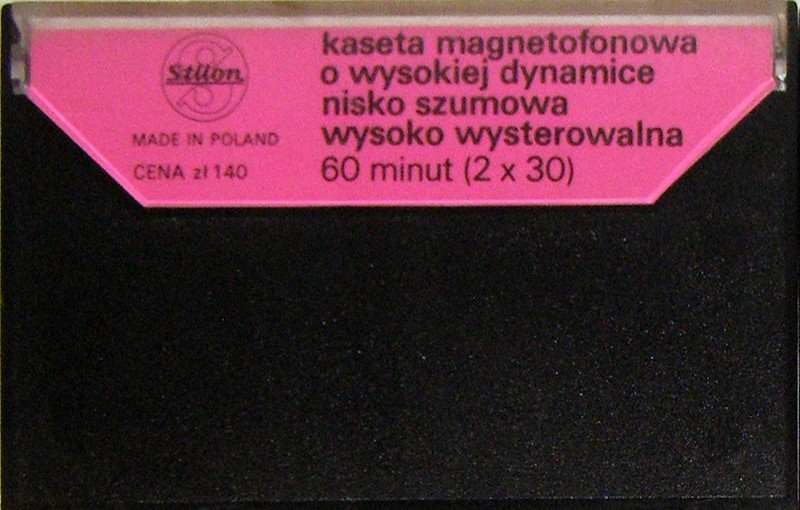 Stilon
MADE IN POLAND
CENA zł 140
kaseta magnetofonowa
o wysokiej dynamice
nisko szumowa
wysoko wysterowalna
60 minut (2 x 30)